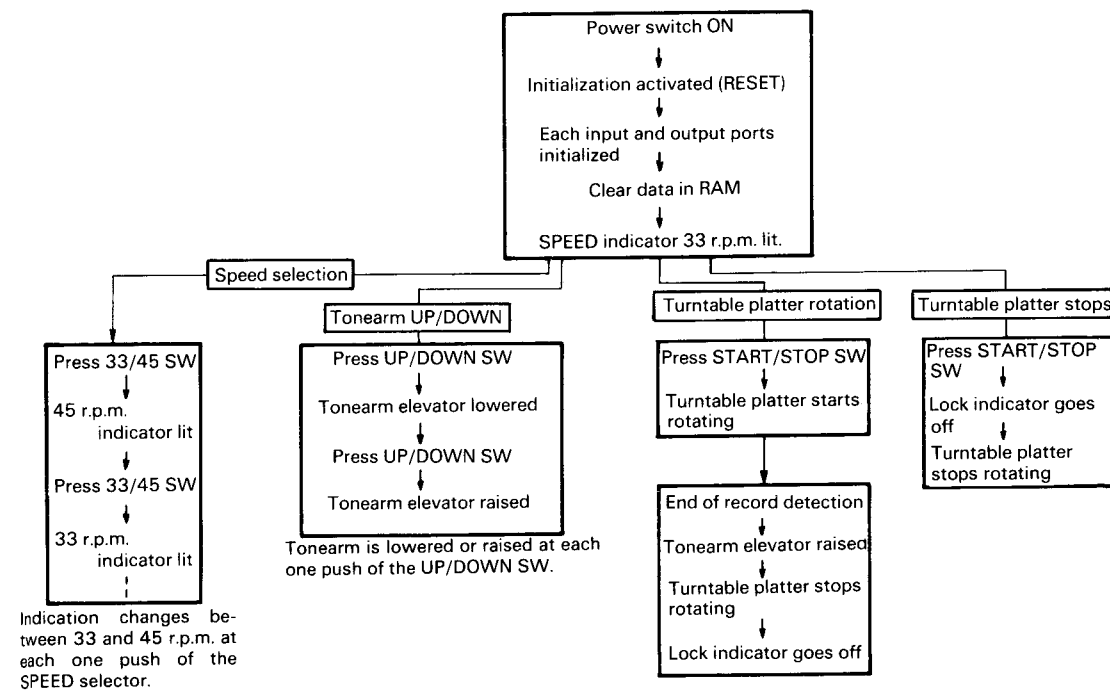 Power switch ON
Initialization activated (RESET)
Each input and output ports
initialized
Clear data in RAM
SPEED indicator 33 r.p.m. lit.
Speed selection
Press 33/45 SW
45 r.p.m.
indicator lit
Press 33/45 SW
33 r.p.m.
indicator lit
Indication changes be-
tween 33 and 45 r.p.m. at
each one push of the
SPEED selector.
Tonearm UP/DOWN
Press UP/DOWN SW
Tonearm elevator lowered
Press UP/DOWN SW
Tonearm elevator raised
Tonearm is lowered or raised at each
one push of the UP/DOWN SW.
Turntable platter rotation
Press START/STOP SW
Turntable platter starts
rotating
End of record detection
Tonearm elevator raised
Turntable platter stops
rotating
Lock indicator goes off
Turntable platter stops
Press START/STOP
SW
Lock indicator goes
off
Turntable platter
stops rotating